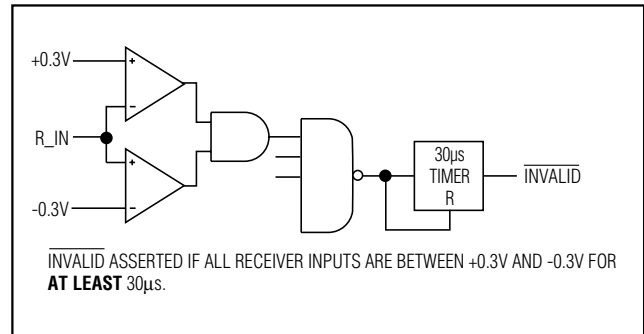 +0.3V
+
-
R_IN
+
-
-0.3V
30µs
TIMER
R
INVALID
INVALID ASSERTED IF ALL RECEIVER INPUTS ARE BETWEEN +0.3V AND -0.3V FOR
AT LEAST 30µs.